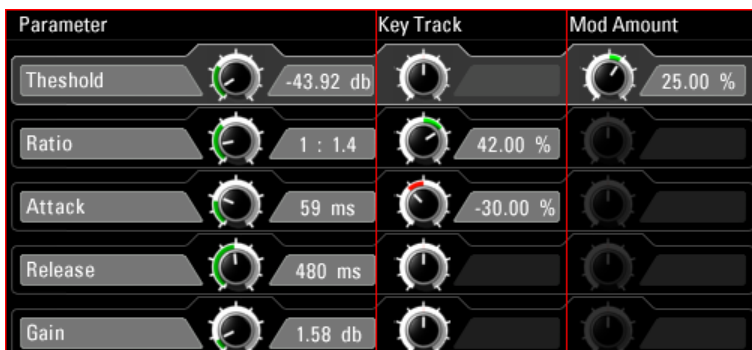 Parameter Key Track Mod Amount
Theshold -43.92 db 25.00 %
Ratio 1 : 1.4 42.00 %
Attack 59 ms -30.00 %
Release 480 ms
Gain 1.58 db